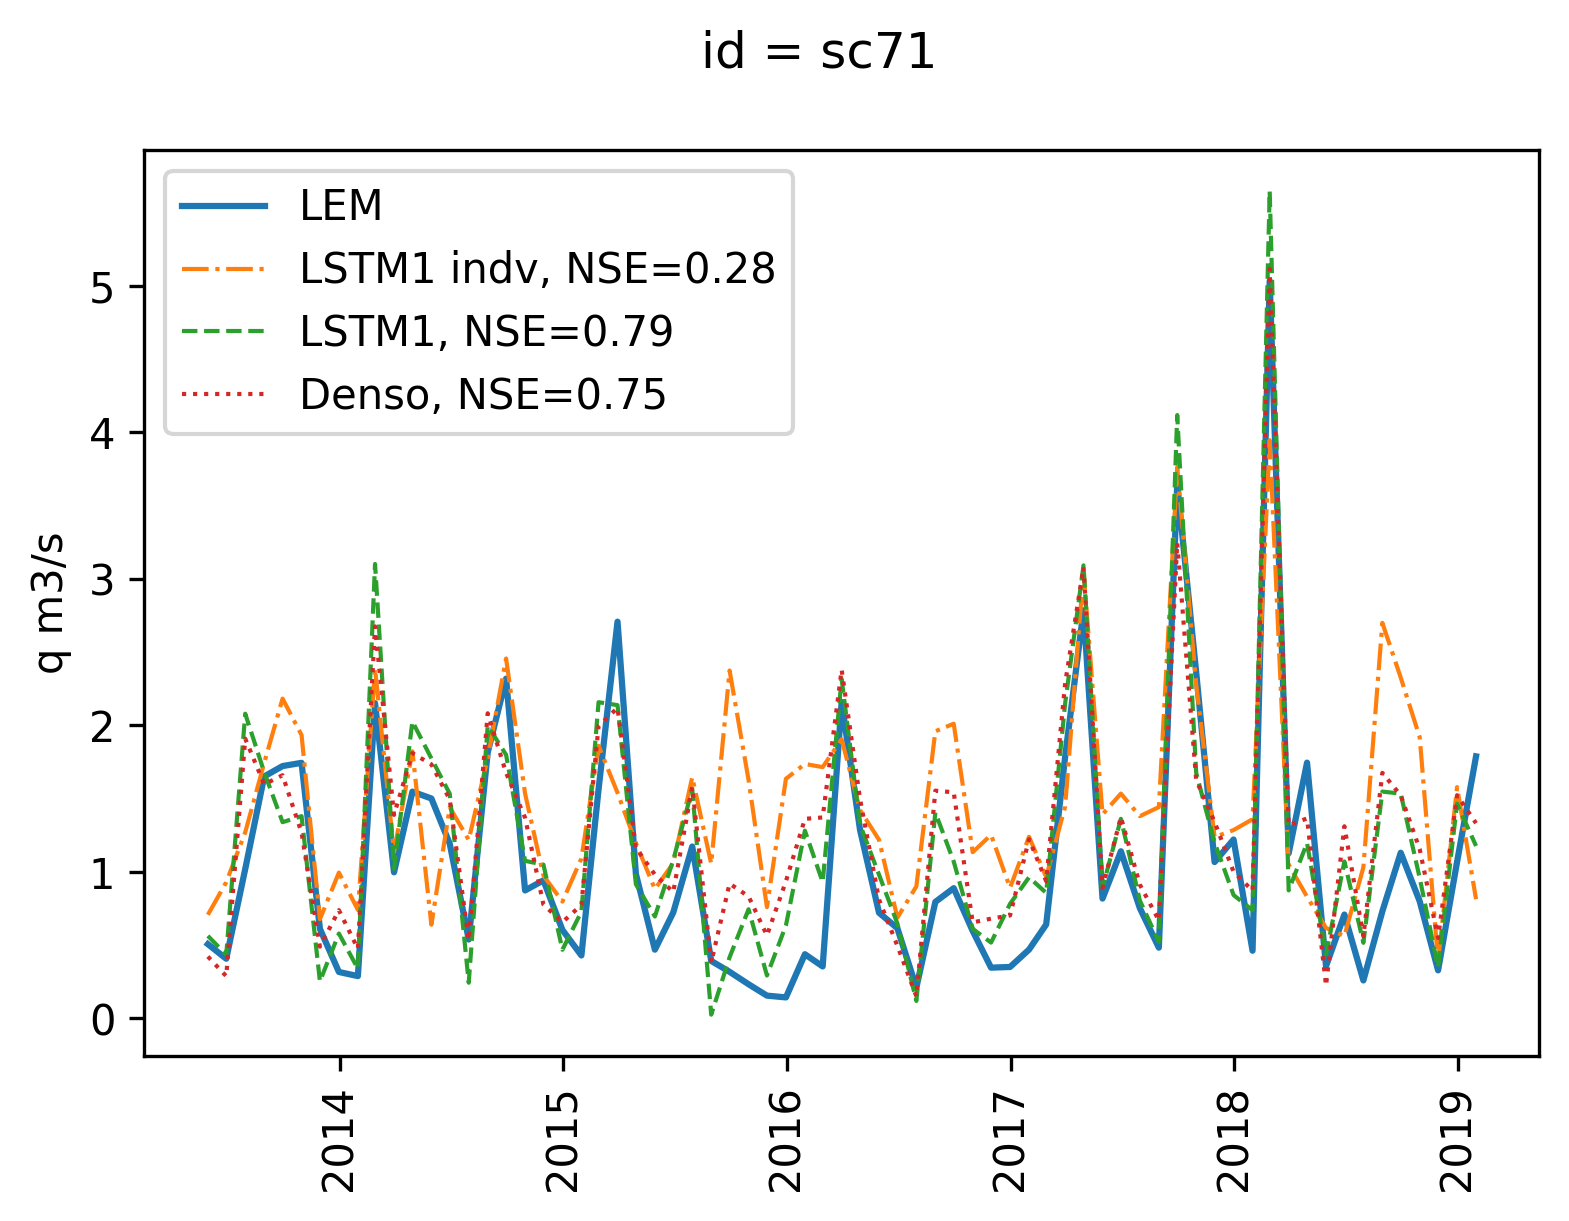 id = sc71
LEM
LSTM1 indv, NSE=0.28
LSTM1, NSE=0.79
Denso, NSE=0.75
q m3/s
5
4
3
2
1
0
2014
2015
2016
2017
2018
2019